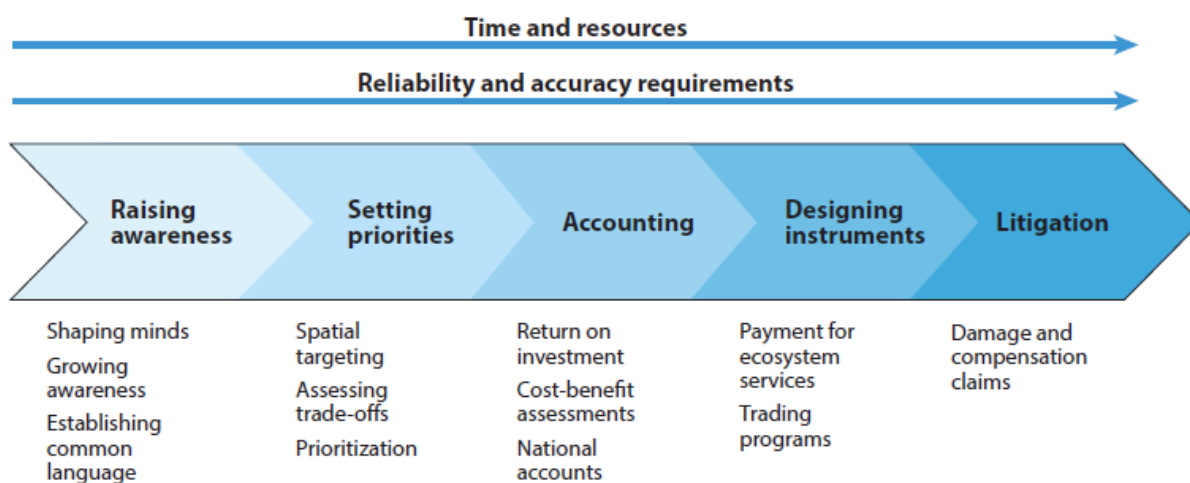 Time and resources
Reliability and accuracy requirements
Raising
awareness
Setting
priorities
Accounting
Designing
instruments
Litigation
Shaping minds
Growing
awareness
Establishing
common
language
Spatial
targeting
Assessing
trade-offs
Prioritization
Return on
investment
Cost-benefit
assessments
National
accounts
Payment for
ecosystem
services
Trading
programs
Damage and
compensation
claims